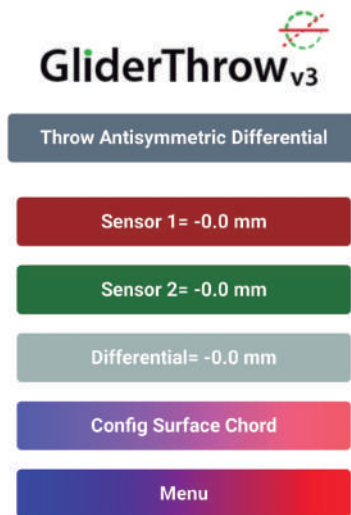 GliderThrow v3
Throw Antisymmetric Differential
Sensor 1= -0.0 mm
Sensor 2= -0.0 mm
Differential= -0.0 mm
Config Surface Chord
Menu